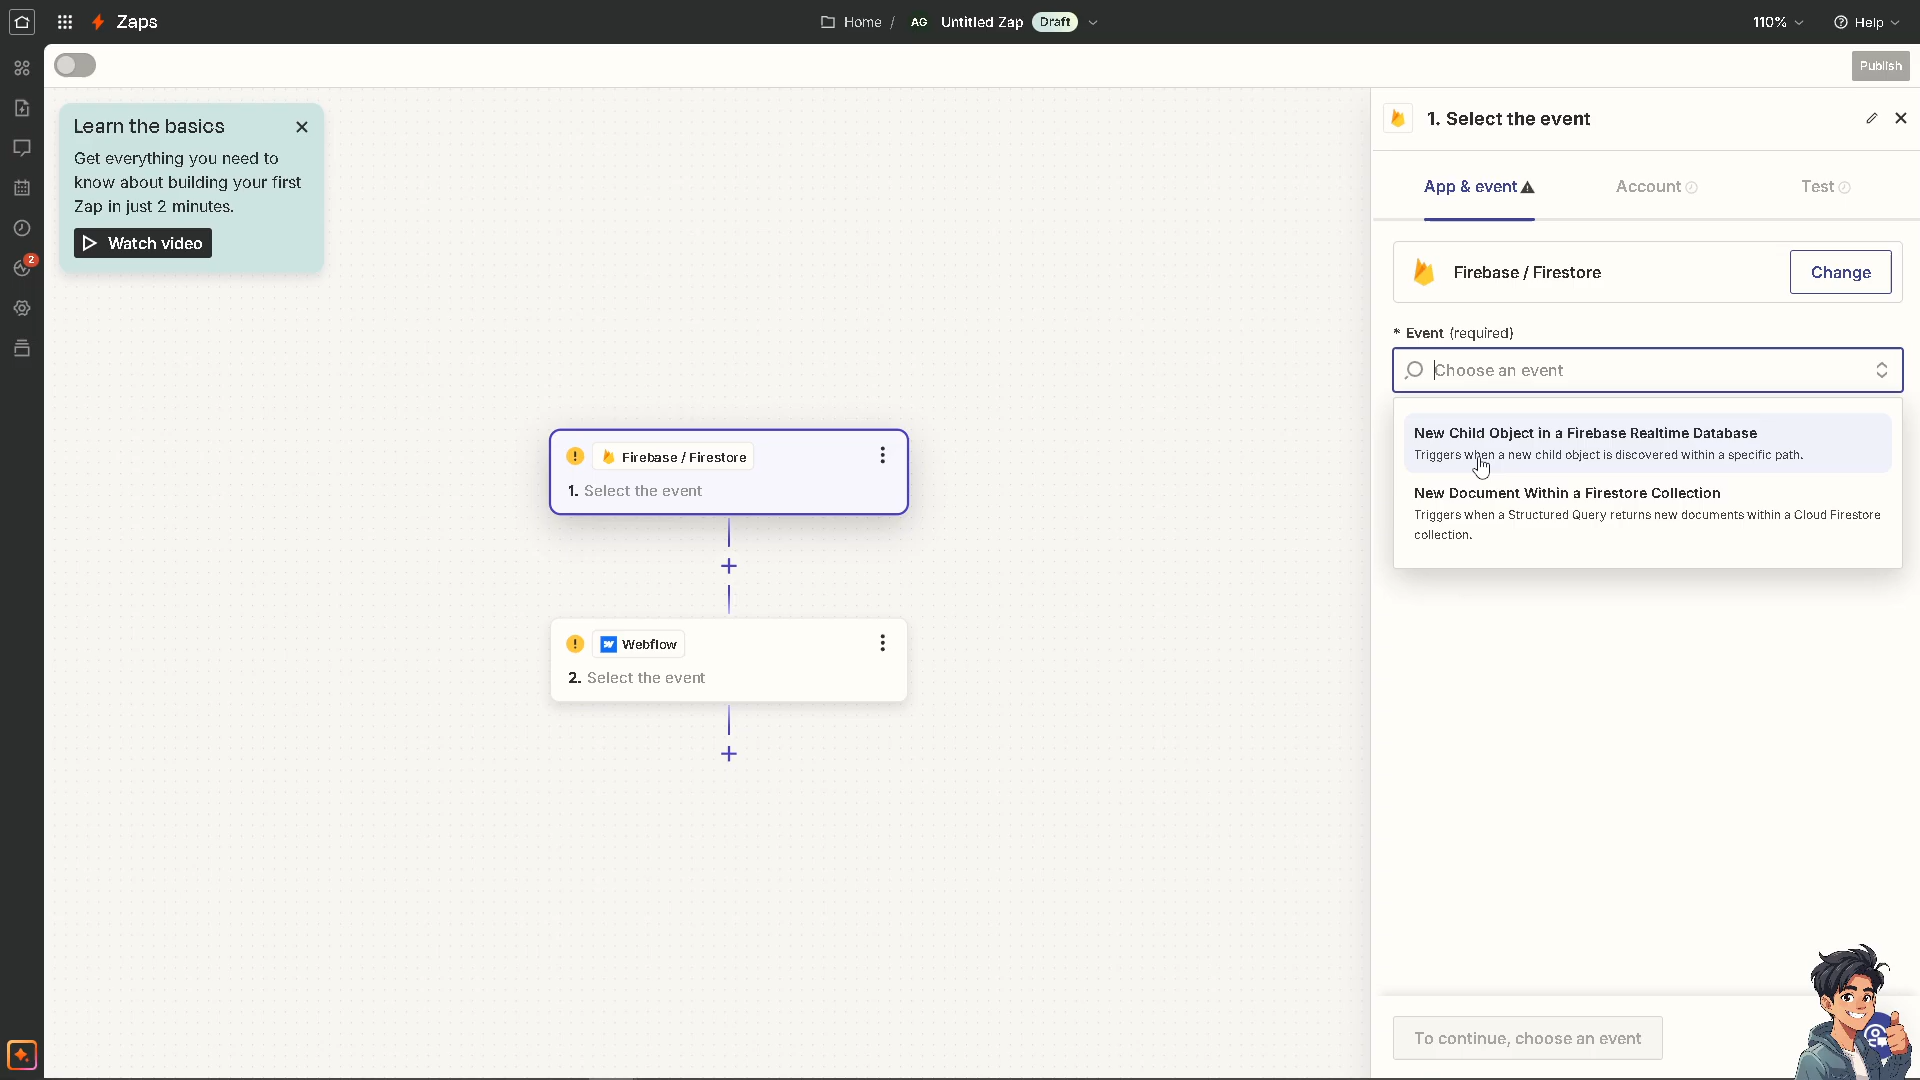 Zaps
Home / AG Untitled Zap Draft
110%
Help
Publish
Learn the basics
Get everything you need to
know about building your first
Zap in just 2 minutes.
Watch video
2
Firebase / Firestore
1. Select the event
Webflow
2. Select the event
1. Select the event
App & event
Account
Test
Firebase / Firestore
Change
* Event (required)
Choose an event
New Child Object in a Firebase Realtime Database
Triggers when a new child object is discovered within a specific path.
New Document Within a Firestore Collection
Triggers when a Structured Query returns new documents within a Cloud Firestore
collection.
To continue, choose an event